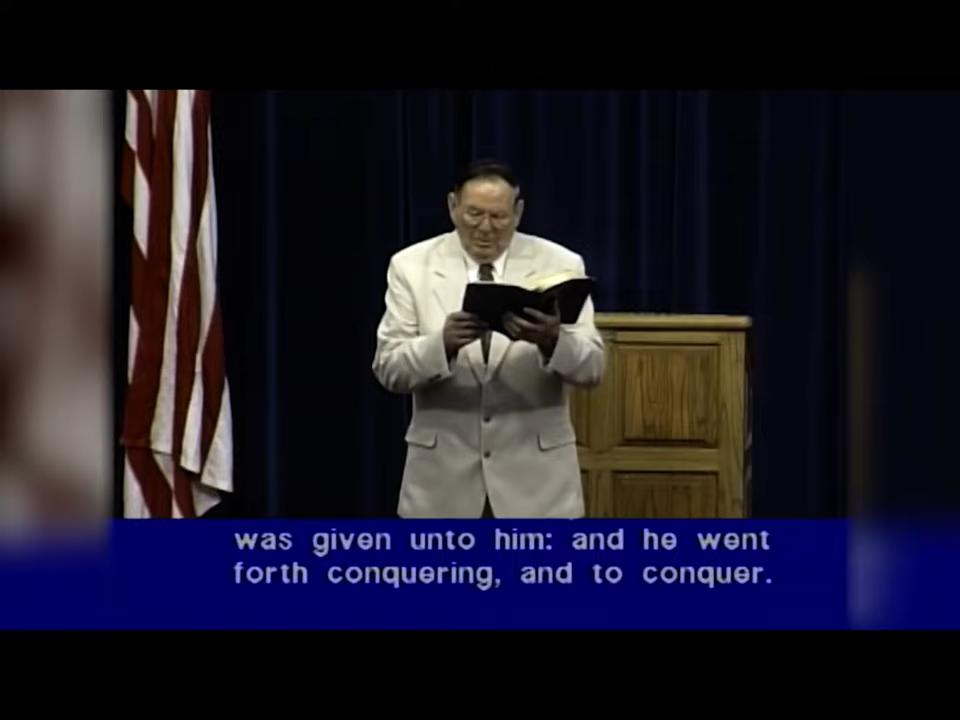 was given unto him: and he went
forth conquering, and to conquer.